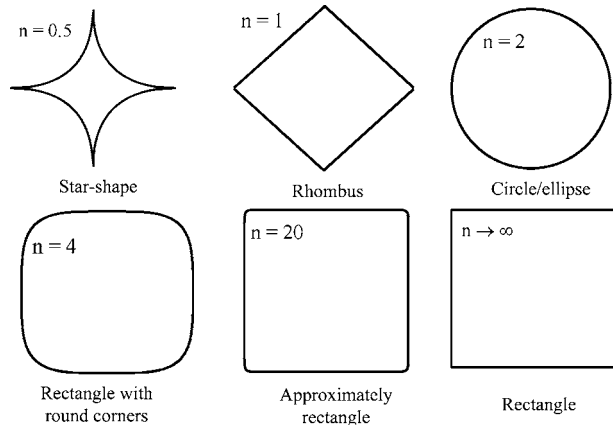 n = 0.5
n = 1
n = 2
Star-shape
Rhombus
Circle/ellipse
n = 4
n = 20
n → ∞
Rectangle with
round corners
Approximately
rectangle
Rectangle